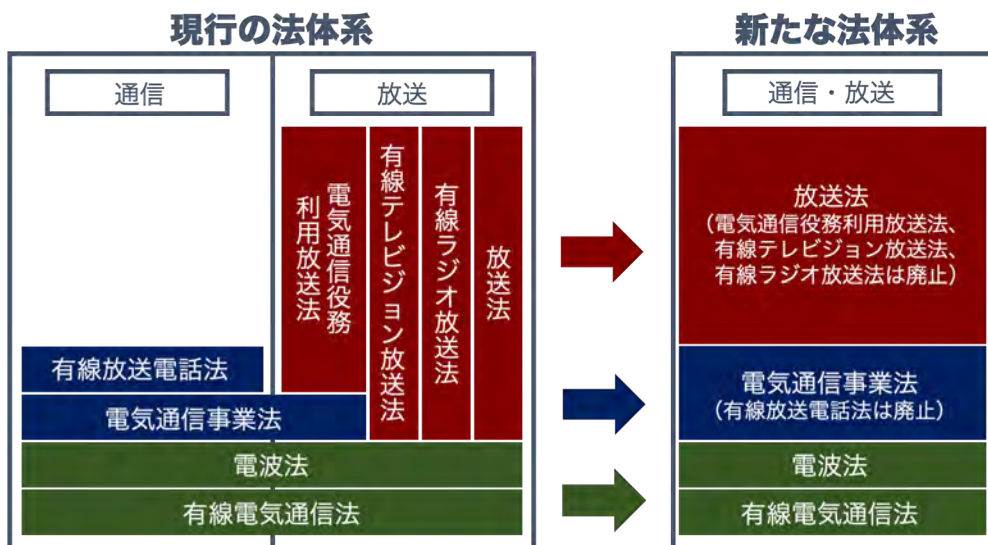 現行の法体系
通信
放送
電気通信役務
利用放送法
有線テレビジョン放送法
有線ラジオ放送法
放送法
有線放送電話法
電気通信事業法
電波法
有線電気通信法
新たな法体系
通信・放送
放送法
（電気通信役務利用放送法、
有線テレビジョン放送法、
有線ラジオ放送法は廃止）
電気通信事業法
（有線放送電話法は廃止）
電波法
有線電気通信法